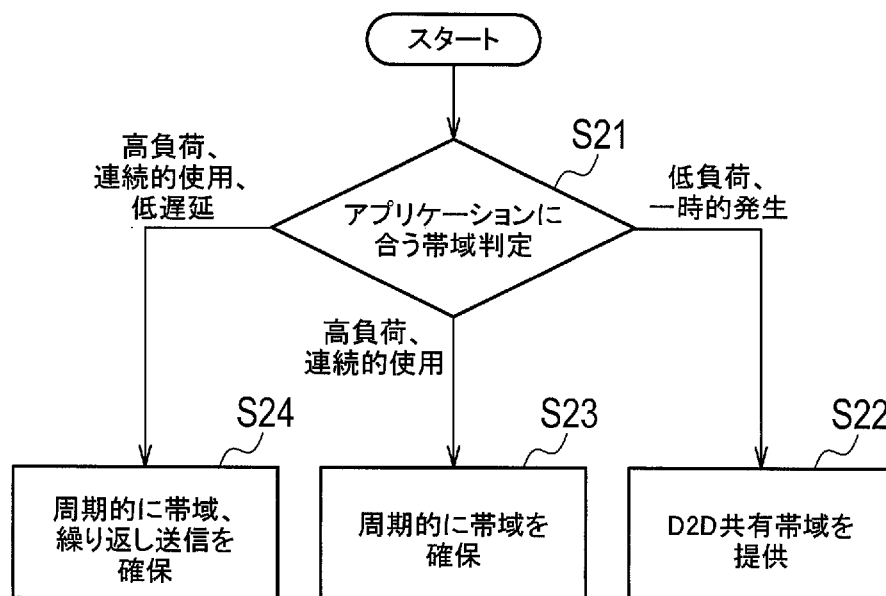 スタート
S21
アプリケーションに
合う帯域判定
高負荷、
連続的使用、
低遅延
高負荷、
連続的使用
低負荷、
一時的発生
S24
周期的に帯域、
繰り返し送信を
確保
S23
周期的に帯域を
確保
S22
D2D共有帯域を
提供